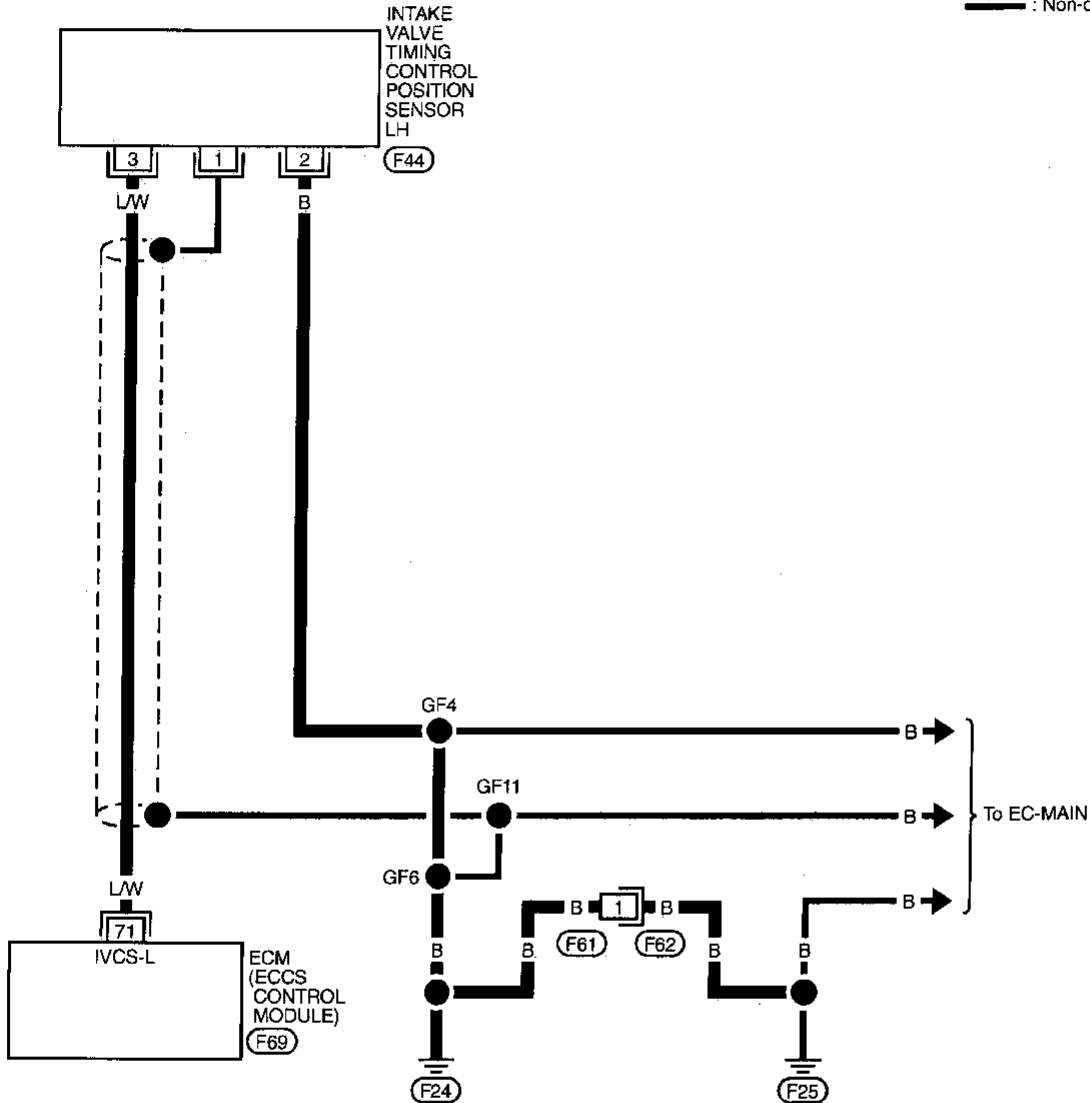 : Non-
INTAKE
VALVE
TIMING
CONTROL
POSITION
SENSOR
LH
F44
3
1
2
L/W
B
GF4
B
GF11
B
To EC-MAIN
GF6
B
L/W
B
1
B
F61
F62
71
IVCS-L
B
B
B
B
ECM
(ECCS
CONTROL
MODULE)
F69
F24
F25